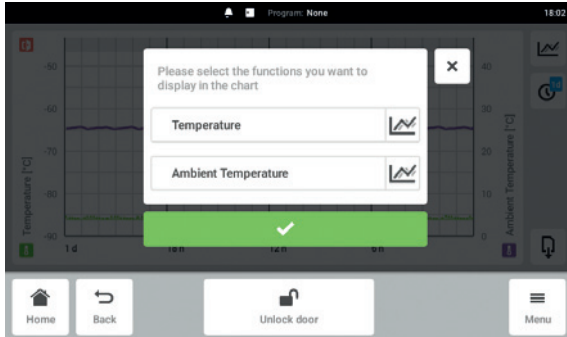 Program: None
18:02
-50
-60
-70
-80
-90
Temperature [°C]
Please select the functions you want to
display in the chart
Temperature
Ambient Temperature
40
30
20
10
0
Ambient Temperature [°C]
1 d
18 h
12 h
6 h
1d
Home
Back
Unlock door
Menu